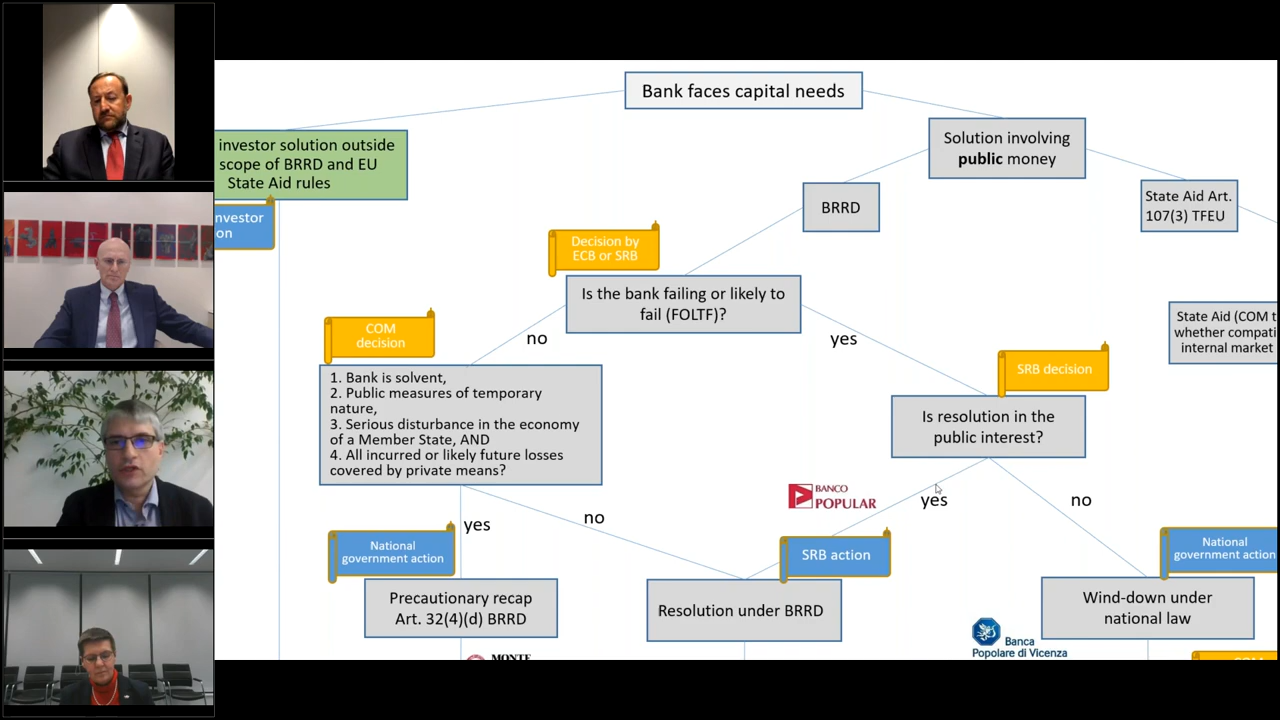 Bank faces capital needs
investor solution outside
scope of BRRD and EU
State Aid rules
Solution involving
public money
nvestor
on
BRRD
State Aid Art.
107(3) TFEU
Decision by
ECB or SRB
Is the bank failing or likely to
fail (FOLTF)?
State Aid (COM t
whether compati
internal market
COM
decision
no
yes
SRB decision
1. Bank is solvent,
2. Public measures of temporary
nature,
3. Serious disturbance in the economy
of a Member State, AND
4. All incurred or likely future losses
covered by private means?
Is resolution in the
public interest?
BANCO
POPULAR
yes
no
yes
no
National
government action
SRB action
National
government action
Precautionary recap
Art. 32(4)(d) BRRD
Resolution under BRRD
Wind-down under
national law
Banca
Popolare di Vicenza
MONTE